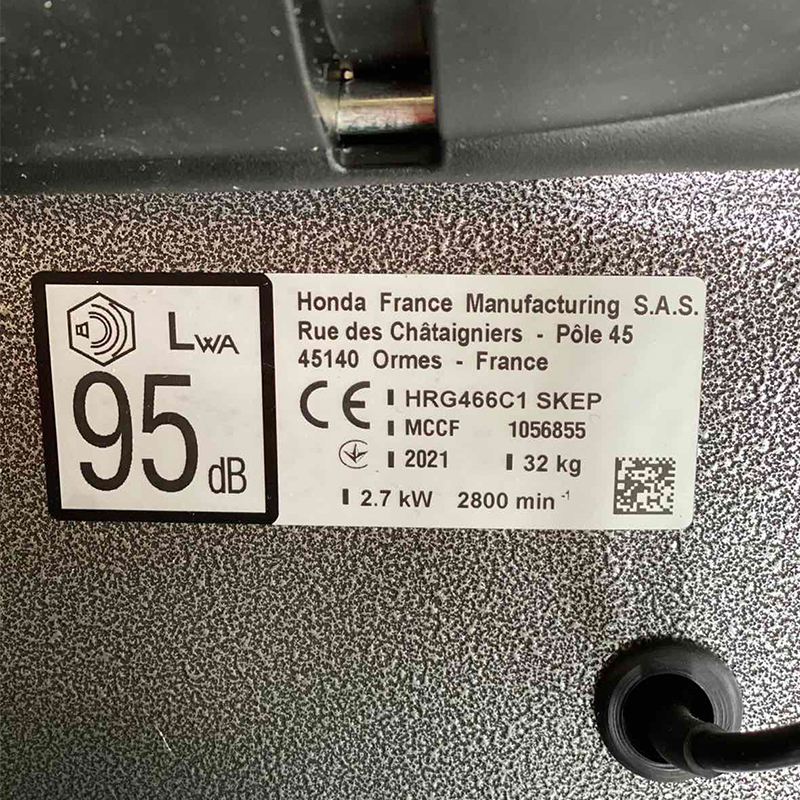 LWA
95 dB
Honda France Manufacturing S.A.S.
Rue des Châtaigniers - Pôle 45
45140 Ormes - France
CE
HRG466C1 SKEP
MCCF 1056855
2021 32 kg
2.7 kW 2800 min-1